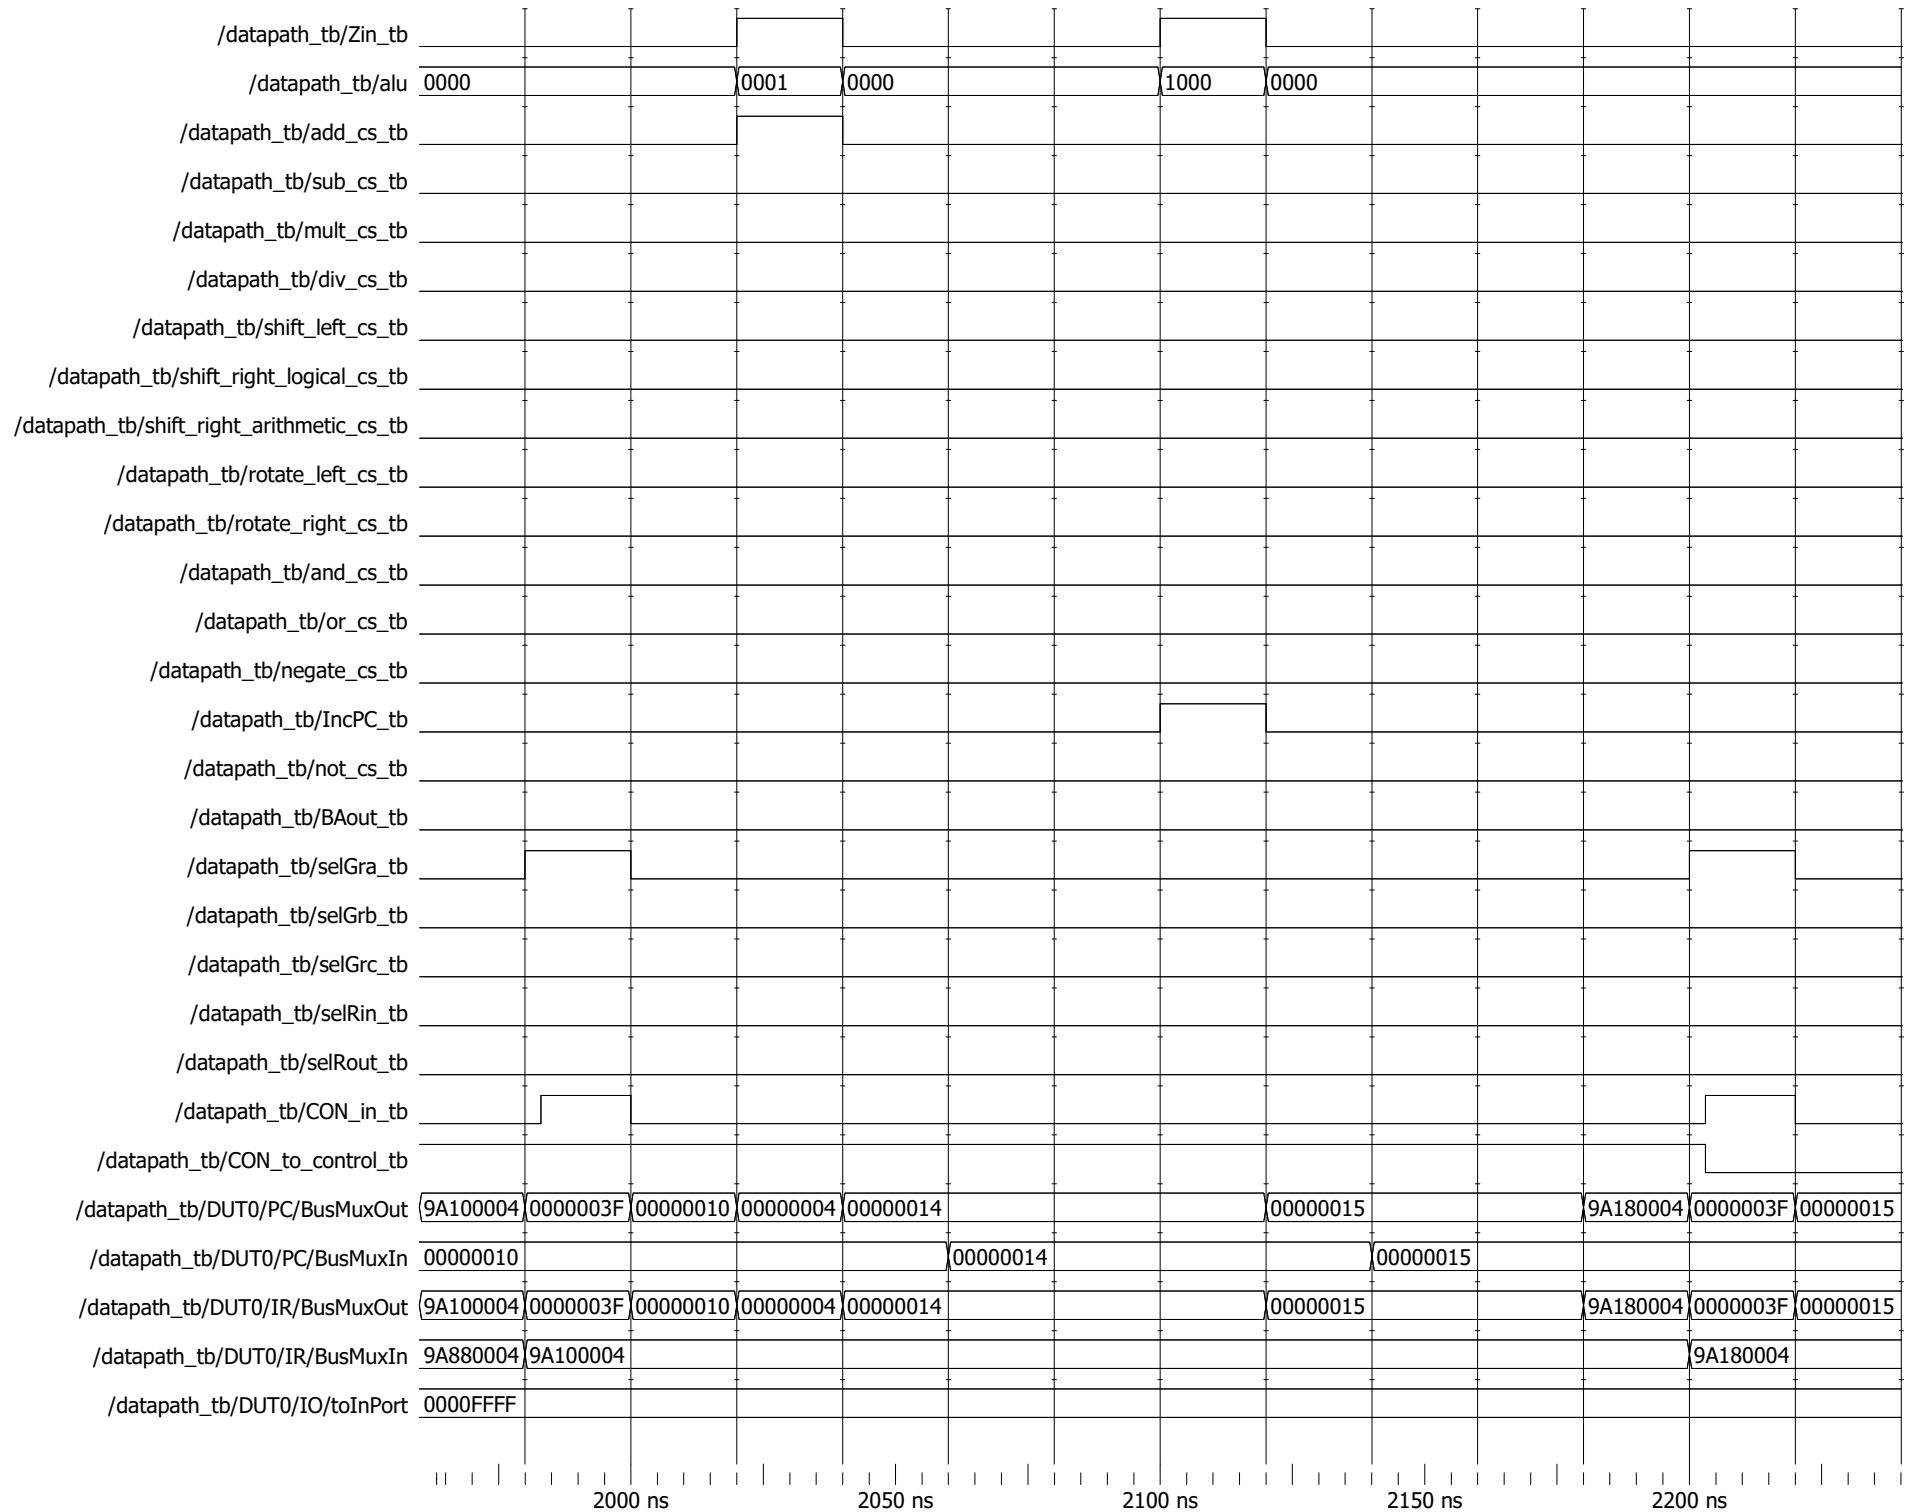 /datapath_tb/Zin_tb
/datapath_tb/alu 0000 0001 0000 1000 0000
/datapath_tb/add_cs_tb
/datapath_tb/sub_cs_tb
/datapath_tb/mult_cs_tb
/datapath_tb/div_cs_tb
/datapath_tb/shift_left_cs_tb
/datapath_tb/shift_right_logical_cs_tb
/datapath_tb/shift_right_arithmetic_cs_tb
/datapath_tb/rotate_left_cs_tb
/datapath_tb/rotate_right_cs_tb
/datapath_tb/and_cs_tb
/datapath_tb/or_cs_tb
/datapath_tb/negate_cs_tb
/datapath_tb/IncPC_tb
/datapath_tb/not_cs_tb
/datapath_tb/BAout_tb
/datapath_tb/selGra_tb
/datapath_tb/selGrb_tb
/datapath_tb/selGrc_tb
/datapath_tb/selRin_tb
/datapath_tb/selRout_tb
/datapath_tb/CON_in_tb
/datapath_tb/CON_to_control_tb
/datapath_tb/DUT0/PC/BusMuxOut 9A100004 0000003F 00000010 00000004 00000014 00000015 9A180004 0000003F 00000015
/datapath_tb/DUT0/PC/BusMuxIn 00000010 00000014 00000015
/datapath_tb/DUT0/IR/BusMuxOut 9A100004 0000003F 00000010 00000004 00000014 00000015 9A180004 0000003F 00000015
/datapath_tb/DUT0/IR/BusMuxIn 9A880004 9A100004 9A180004
/datapath_tb/DUT0/IO/toInPort 0000FFFF
2000 ns 2050 ns 2100 ns 2150 ns 2200 ns